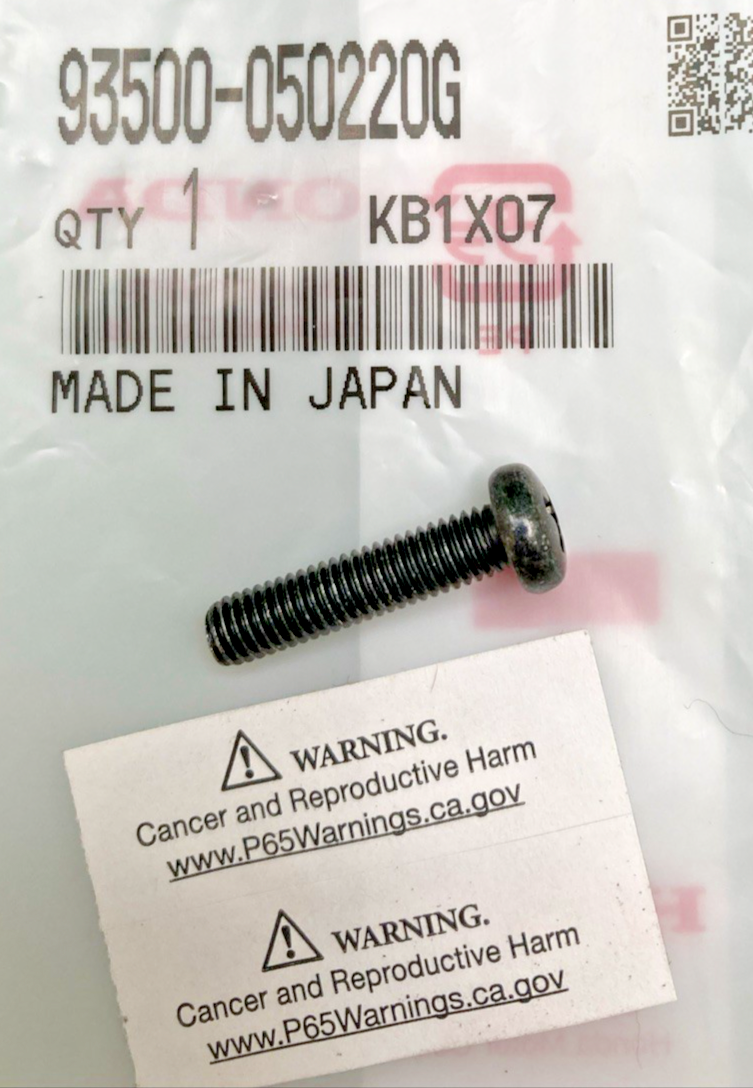 93500-050220G
QTY 1 KB1X07
MADE IN JAPAN
WARNING.
Cancer and Reproductive Harm
www.P65Warnings.ca.gov
WARNING.
Cancer and Reproductive Harm
www.P65Warnings.ca.gov